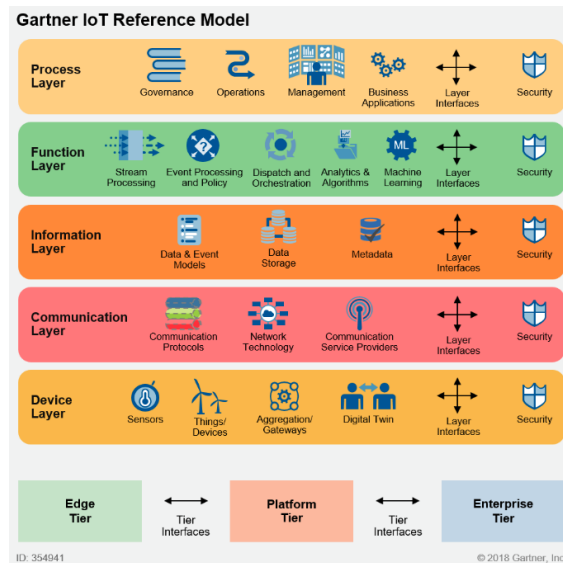 Gartner IoT Reference Model
Process
Layer
Governance
Operations
Management
Business
Applications
Layer
Interfaces
Security
Function
Layer
Stream
Processing
Event Processing
and Policy
Dispatch and
Orchestration
Analytics &
Algorithms
ML
Machine
Learning
Layer
Interfaces
Security
Information
Layer
Data & Event
Models
Data
Storage
Metadata
Layer
Interfaces
Security
Communication
Layer
Communication
Protocols
Network
Technology
Communication
Service Providers
Layer
Interfaces
Security
Device
Layer
Sensors
Things/
Devices
Aggregation/
Gateways
Digital Twin
Layer
Interfaces
Security
Edge
Tier
Tier
Interfaces
Platform
Tier
Tier
Interfaces
Enterprise
Tier
ID: 354941
© 2018 Gartner, Inc